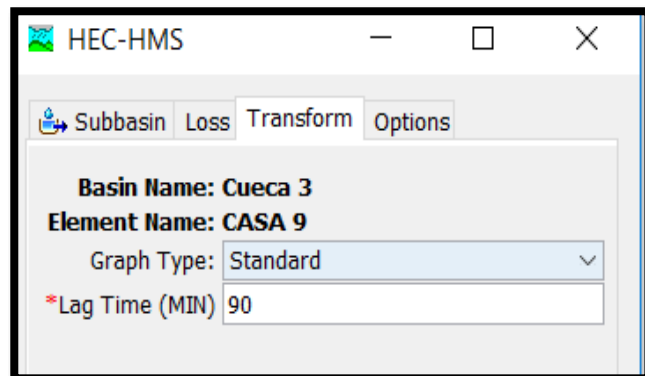 HEC-HMS
Subbasin Loss Transform Options
Basin Name: Cueca 3
Element Name: CASA 9
Graph Type: Standard
*Lag Time (MIN) 90